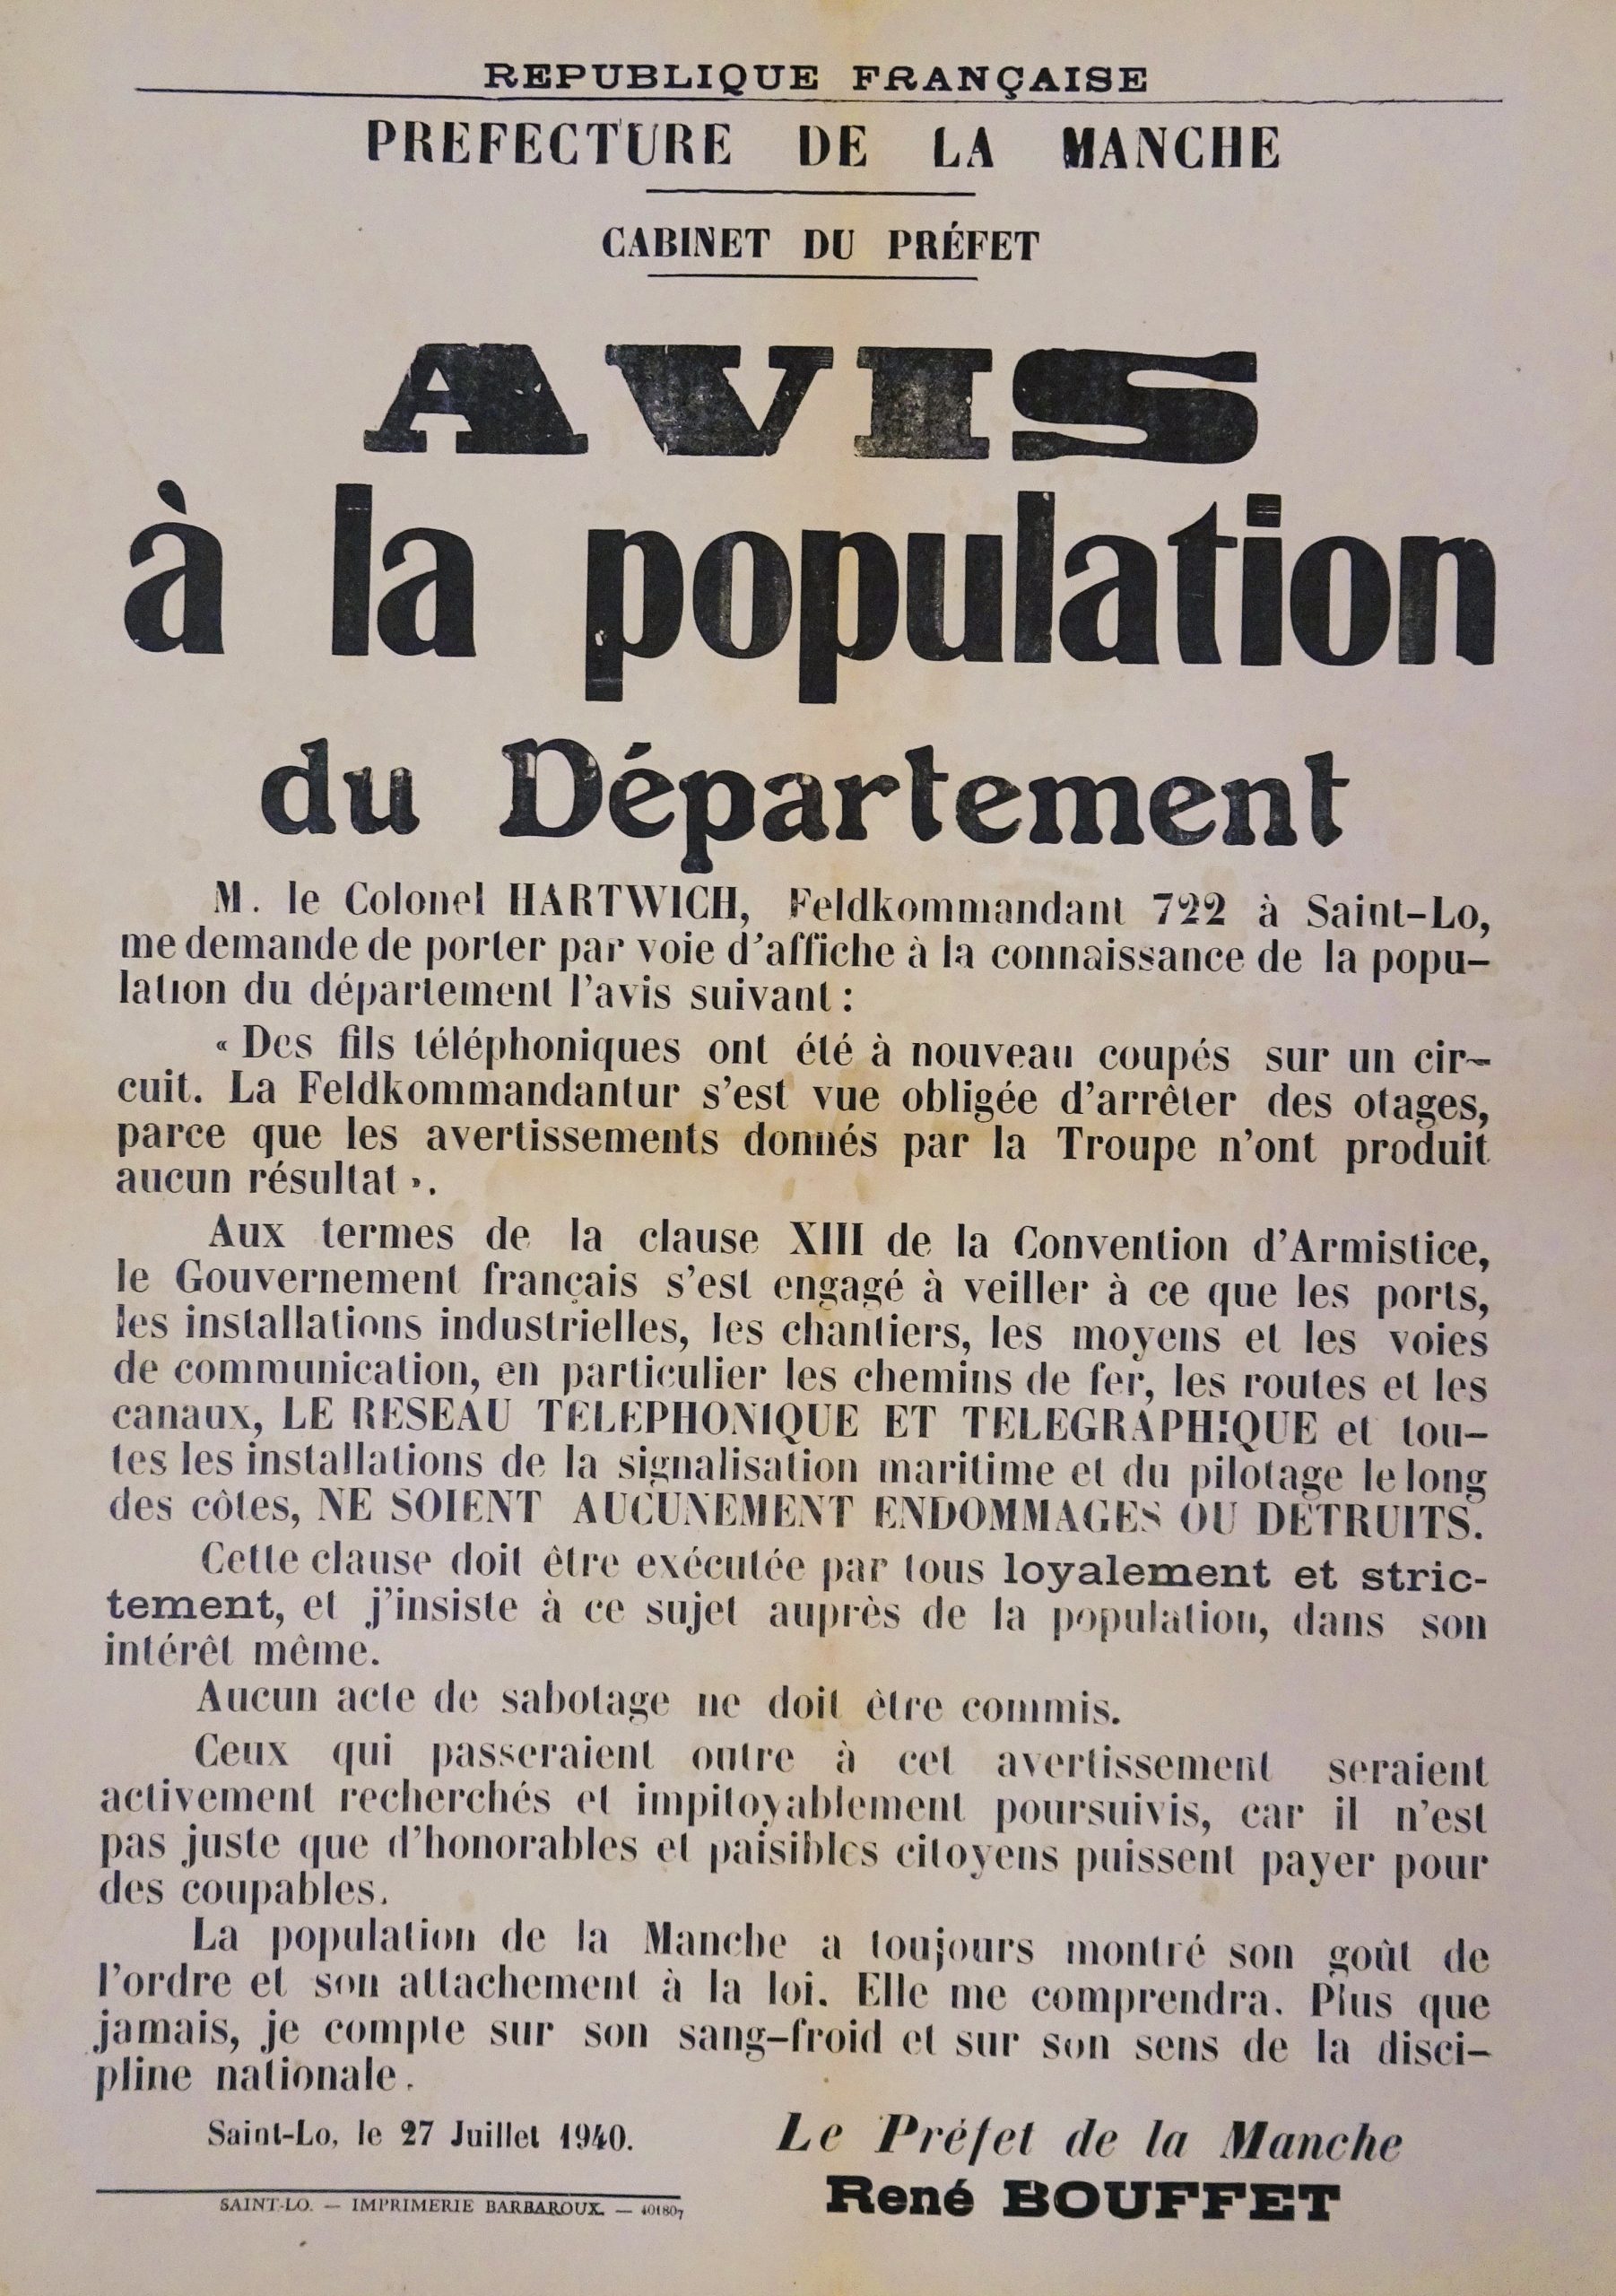 REPUBLIQUE FRANÇAISE
PREFECTURE DE LA MANCHE
CABINET DU PRÉFET
AVIS
à la population
du Département
M. le Colonel HARTWICH, Feldkommandant 722 à Saint-Lo,
me demande de porter par voie d'affiche à la connaissance de la popu-
lation du département l'avis suivant :
« Des fils téléphoniques ont été à nouveau coupés sur un cir-
cuit. La Feldkommandantur s'est vue obligée d'arrêter des otages,
parce que les avertissements donnés par la Troupe n'ont produit
aucun résultat ».
Aux termes de la clause XIII de la Convention d'Armistice,
le Gouvernement français s'est engagé à veiller à ce que les ports,
les installations industrielles, les chantiers, les moyens et les voies
de communication, en particulier les chemins de fer, les routes et les
canaux, LE RESEAU TELEPHONIQUE ET TELEGRAPHIQUE et tou-
tes les installations de la signalisation maritime et du pilotage le long
des côtes, NE SOIENT AUCUNEMENT ENDOMMAGES OU DETRUITS.
Cette clause doit être exécutée par tous loyalement et stric-
tement, et j'insiste à ce sujet auprès de la population, dans son
intérêt même.
Aucun acte de sabotage ne doit être commis.
Ceux qui passeraient outre à cet avertissement seraient
activement recherchés et impitoyablement poursuivis, car il n'est
pas juste que d'honorables et paisibles citoyens puissent payer pour
des coupables.
La population de la Manche a toujours montré son goût de
l'ordre et son attachement à la loi. Elle me comprendra. Plus que
jamais, je compte sur son sang-froid et sur son sens de la disci-
pline nationale.
Saint-Lo, le 27 Juillet 1940.
Le Préfet de la Manche
René BOUFFET
SAINT-LO. — IMPRIMERIE BARBAROUX. — 401807